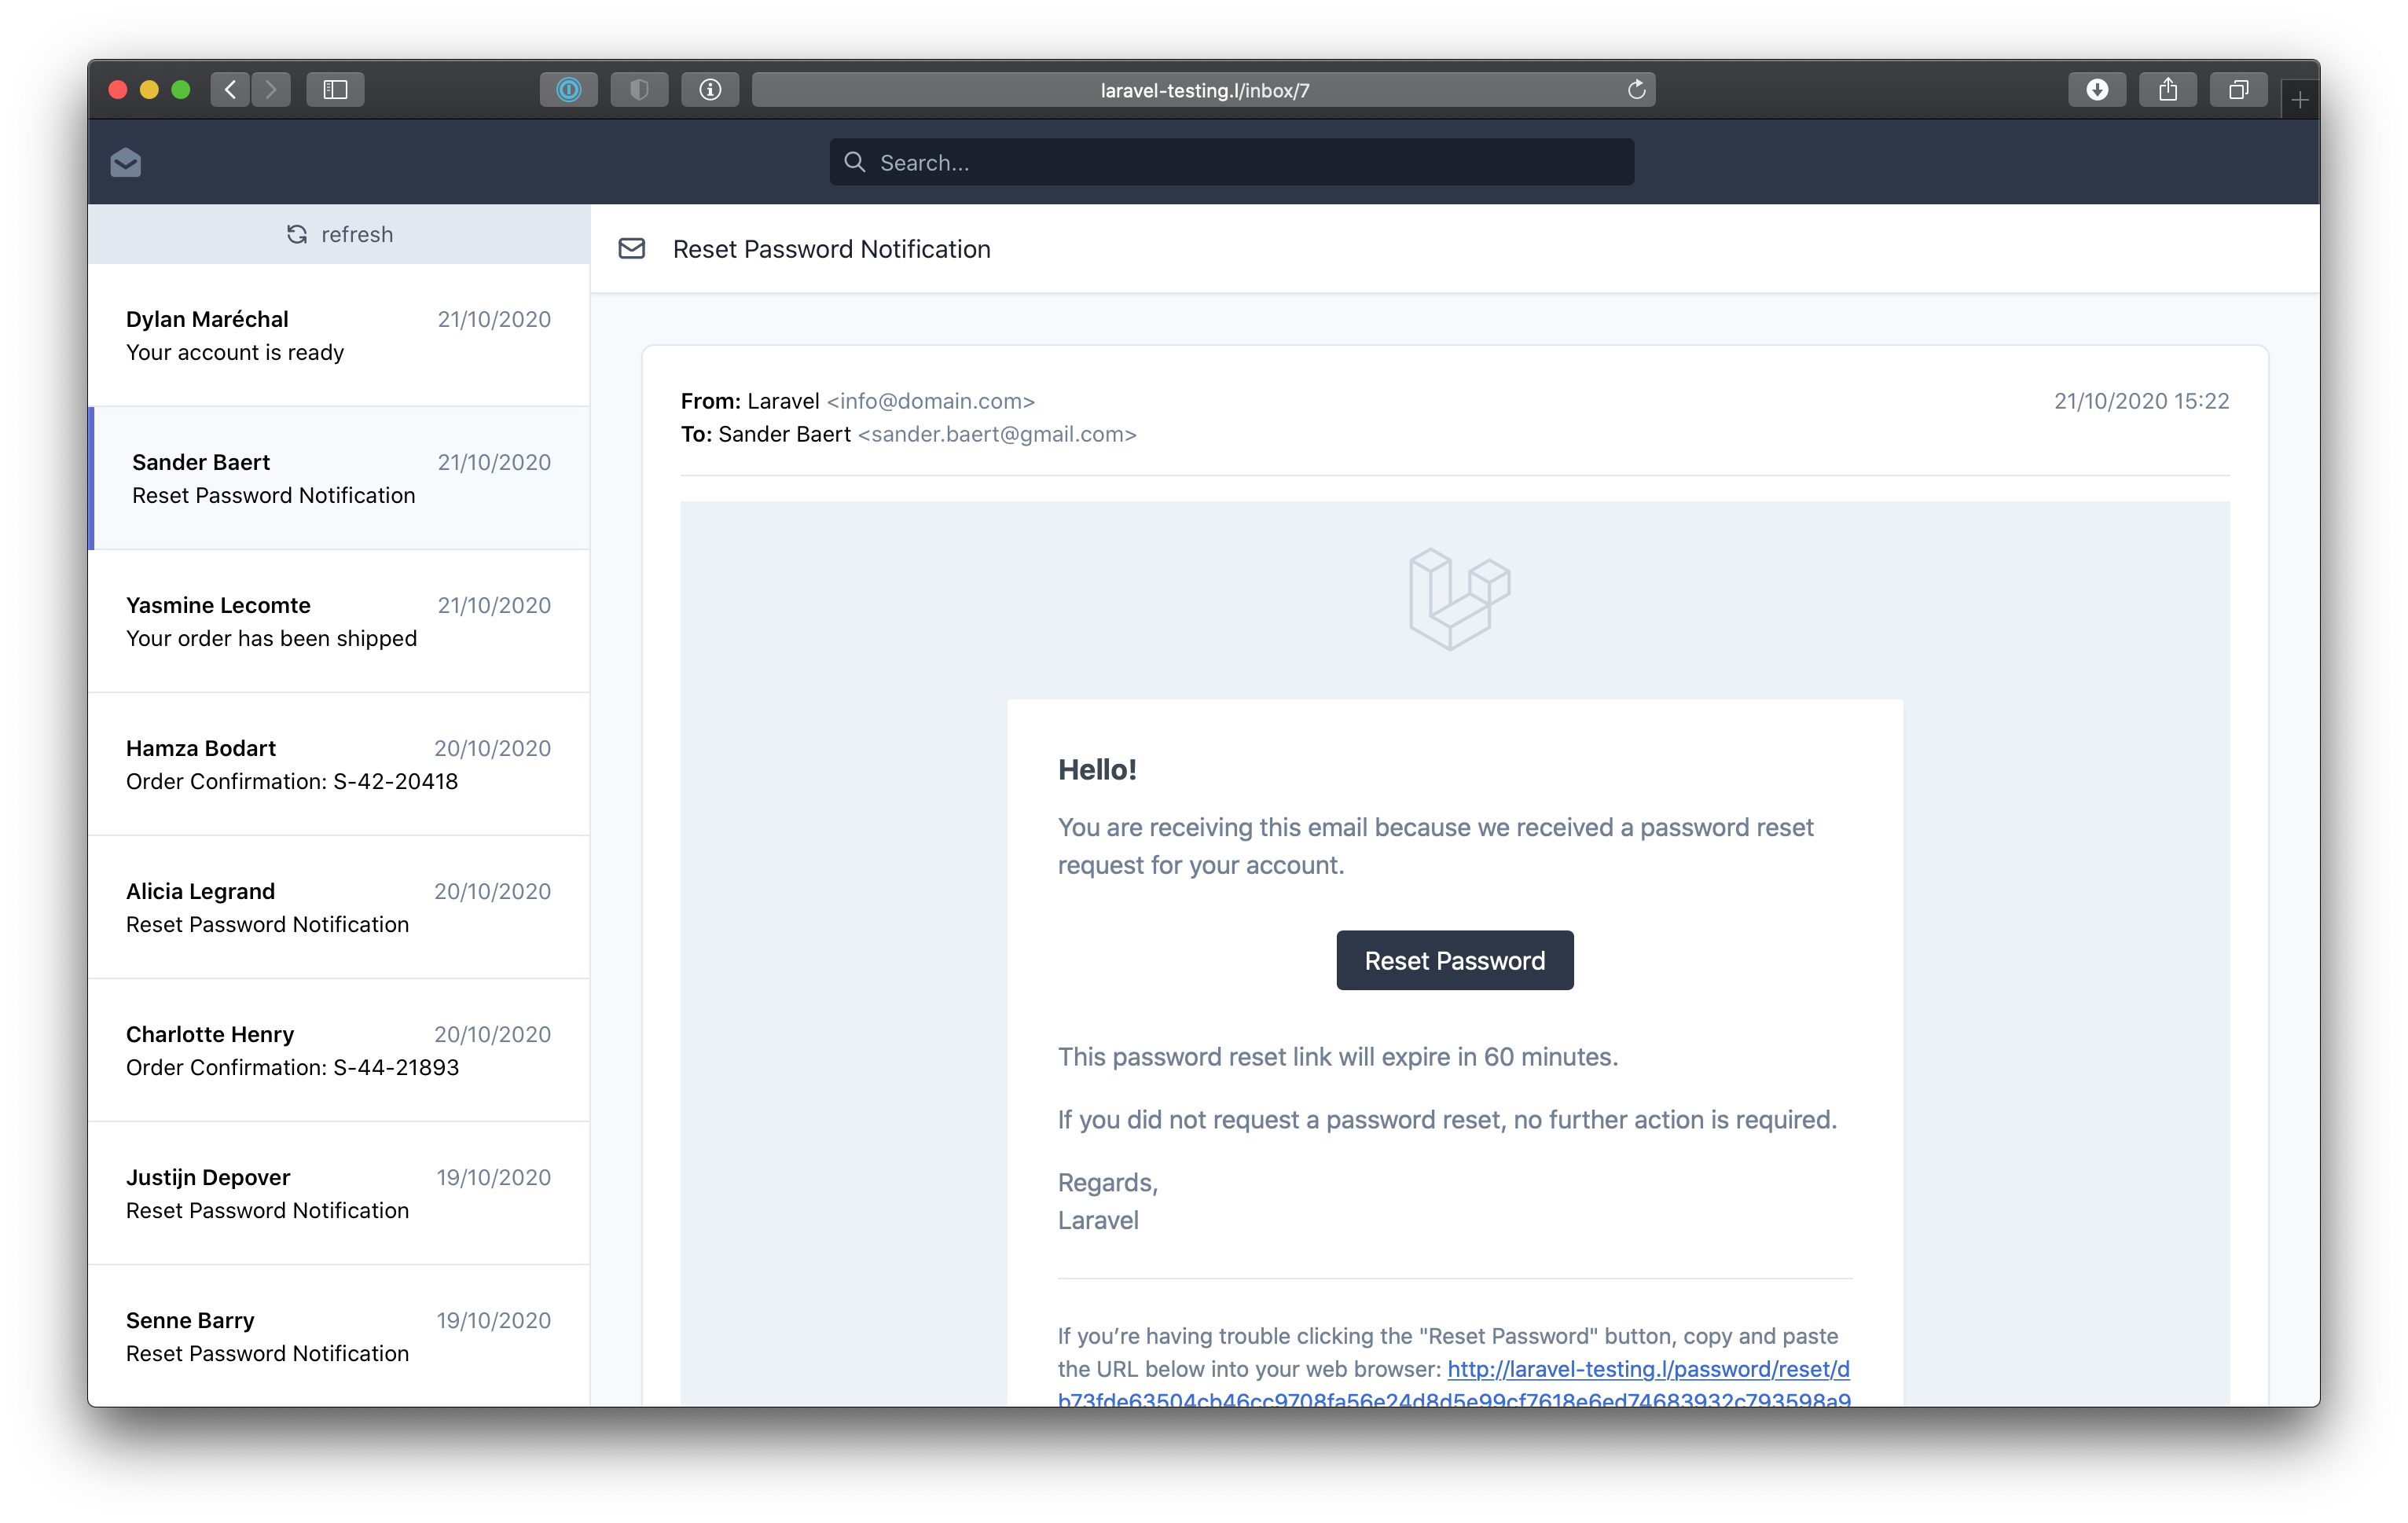 laravel-testing.l/inbox/7
Search...
refresh
Dylan Maréchal 21/10/2020
Your account is ready
Sander Baert 21/10/2020
Reset Password Notification
Yasmine Lecomte 21/10/2020
Your order has been shipped
Hamza Bodart 20/10/2020
Order Confirmation: S-42-20418
Alicia Legrand 20/10/2020
Reset Password Notification
Charlotte Henry 20/10/2020
Order Confirmation: S-44-21893
Justijn Depover 19/10/2020
Reset Password Notification
Senne Barry 19/10/2020
Reset Password Notification
Reset Password Notification
From: Laravel <info@domain.com> 21/10/2020 15:22
To: Sander Baert <sander.baert@gmail.com>
Hello!
You are receiving this email because we received a password reset
request for your account.
Reset Password
This password reset link will expire in 60 minutes.
If you did not request a password reset, no further action is required.
Regards,
Laravel
If you’re having trouble clicking the "Reset Password" button, copy and paste
the URL below into your web browser: http://laravel-testing.l/password/reset/d
b73fde63504cb46cc9708fa56e24d8d5e99cf7618e6ed74683932c793598a9